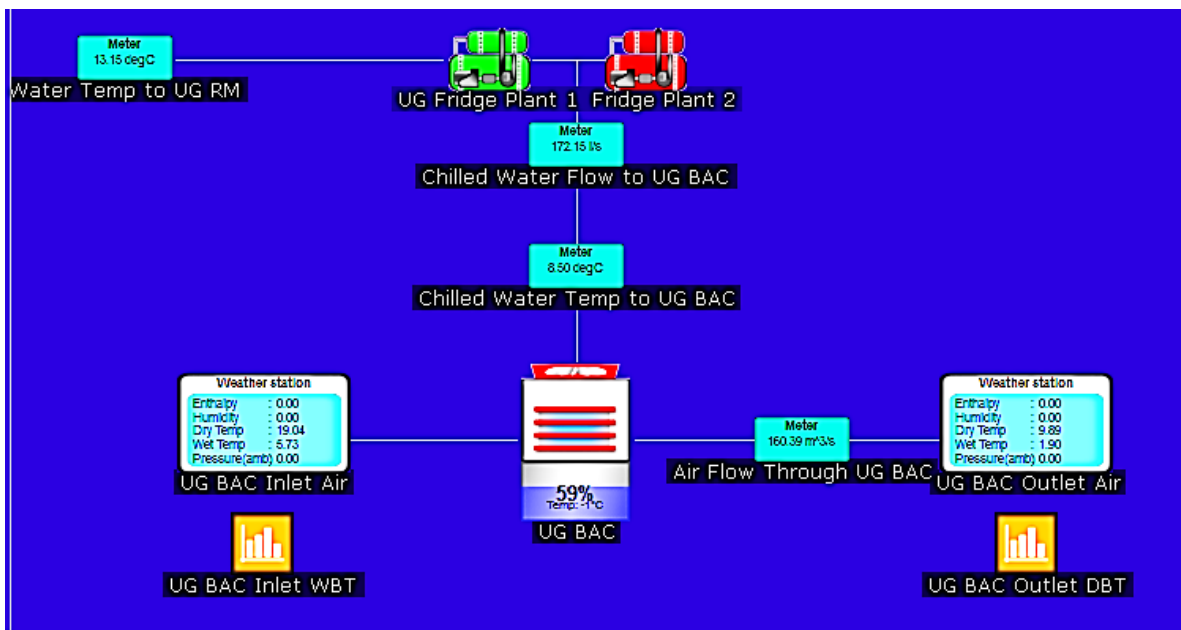 Meter
13.15 degC
Water Temp to UG RM
UG Fridge Plant 1
Fridge Plant 2
Meter
172.15 l/s
Chilled Water Flow to UG BAC
Meter
8.50 degC
Chilled Water Temp to UG BAC
Weather station
Enthalpy : 0.00
Humidity : 0.00
Dry Temp : 19.04
Wet Temp : 5.73
Pressure(amb) 0.00
UG BAC Inlet Air
59%
Temp: -1°C
UG BAC
Meter
160.39 m^3/s
Air Flow Through UG BAC
Weather station
Enthalpy : 0.00
Humidity : 0.00
Dry Temp : 9.89
Wet Temp : 1.90
Pressure(amb) 0.00
UG BAC Outlet Air
UG BAC Inlet WBT
UG BAC Outlet DBT